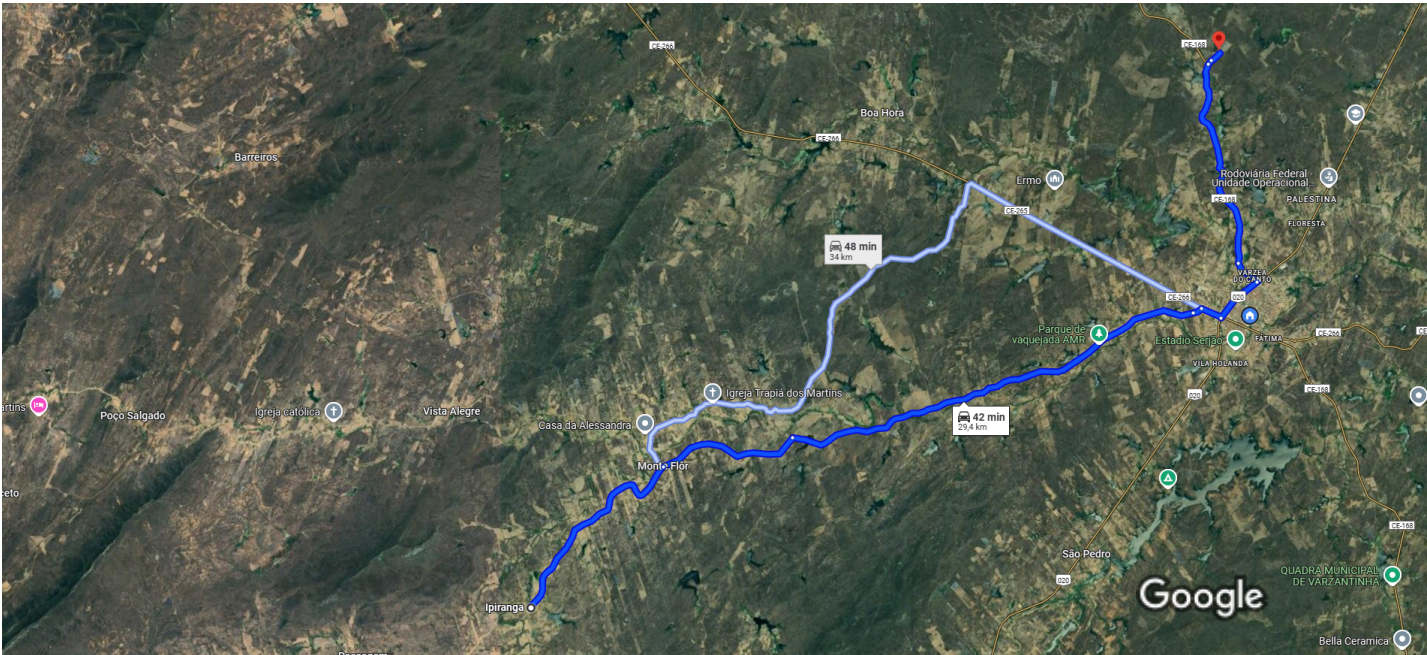 CE-266
CE-168
Boa Hora
CE-266
Barreiros
Ermo
Rodoviária Federal
Unidade Operacional...
PALESTINA
CE-168
CE-265
FLORESTA
48 min
34 km
VARZEA
DO CANTO
CE-266
020
Parque de
vaquejada AMR
Estadio Serjão
FÁTIMA
CE-266
CE
VILA HOLANDA
CE-168
020
Igreja Trapiá dos Martins
artins
Poço Salgado
Igreja católica
Vista Alegre
42 min
29,4 km
Casa da Alessandra
Monte Flor
ceto
CE-168
São Pedro
020
QUADRA MUNICIPAL
DE VARZANTINHA
Google
Ipiranga
Bella Ceramica